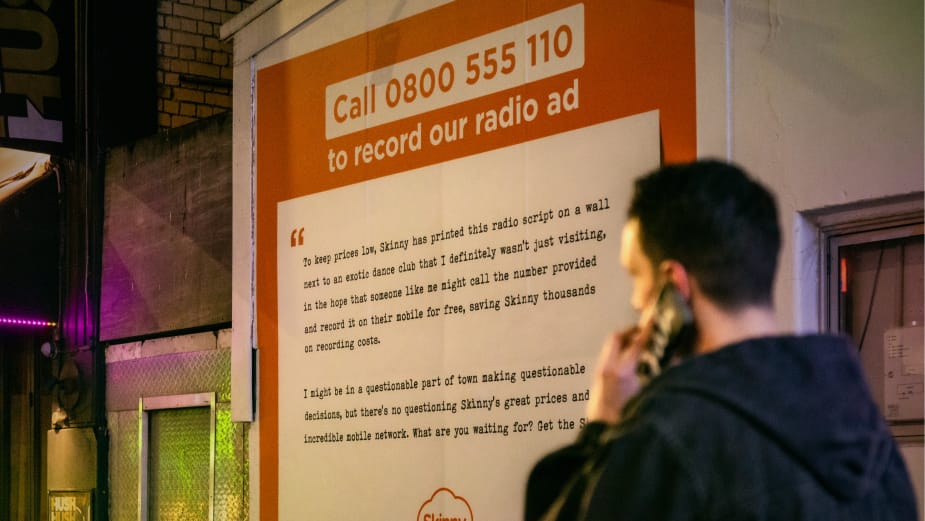 Call 0800 555 110
to record our radio ad
“
To keep prices low, Skinny has printed this radio script on a wall
next to an exotic dance club that I definitely wasn't just visiting,
in the hope that someone like me might call the number provided
and record it on their mobile for free, saving Skinny thousands
on recording costs.
I might be in a questionable part of town making questionable
decisions, but there's no questioning Skinny's great prices and
incredible mobile network. What are you waiting for? Get the
Skinny
HUSH